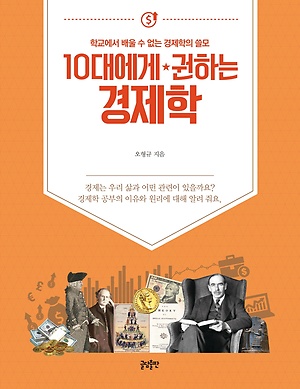 학교에서 배울 수 없는 경제학의 쓸모
10대에게★권하는
경제학
오형규 지음
경제는 우리 삶과 어떤 관련이 있을까요?
경제학 공부의 이유와 원리에 대해 알려 줘요.
글담출판